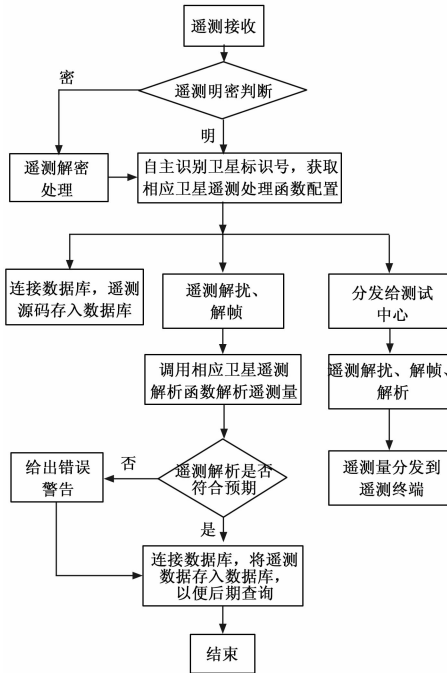 遥测接收
密
遥测明密判断
明
遥测解密
处理
自主识别卫星标识号，获取
相应卫星遥测处理函数配置
连接数据库，遥测
源码存入数据库
遥测解扰、
解帧
分发给测试
中心
调用相应卫星遥测
解析函数解析遥测量
遥测解扰、解帧、
解析
给出错误
警告
否
遥测解析是否
符合预期
遥测量分发到
遥测终端
是
连接数据库，将遥测
数据存入数据库，
以便后期查询
结束